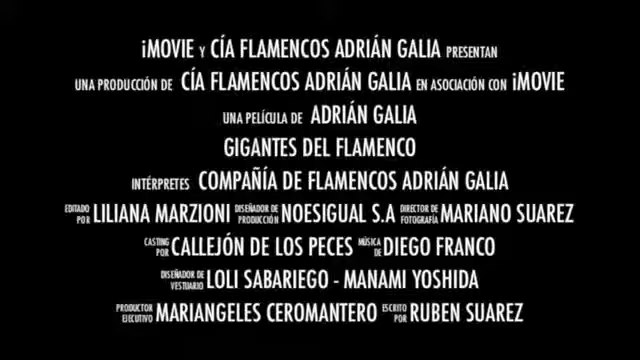 iMOVIE Y CÍA FLAMENCOS ADRIÁN GALIA PRESENTAN
UNA PRODUCCIÓN DE CÍA FLAMENCOS ADRIÁN GALIA EN ASOCIACIÓN CON iMOVIE
UNA PELÍCULA DE ADRIÁN GALIA
GIGANTES DEL FLAMENCO
INTÉRPRETES COMPAÑÍA DE FLAMENCOS ADRIÁN GALIA
EDITADO POR LILIANA MARZIONI DISEÑADOR DE PRODUCCIÓN NOESIGUAL S.A DIRECTOR DE FOTOGRAFÍA MARIANO SUAREZ
CASTING POR CALLEJÓN DE LOS PECES MÚSICA DE DIEGO FRANCO
DISEÑADOR DE VESTUARIO LOLI SABARIEGO - MANAMI YOSHIDA
PRODUCTOR EJECUTIVO MARIANGELES CEROMANTERO ESCRITO POR RUBEN SUAREZ